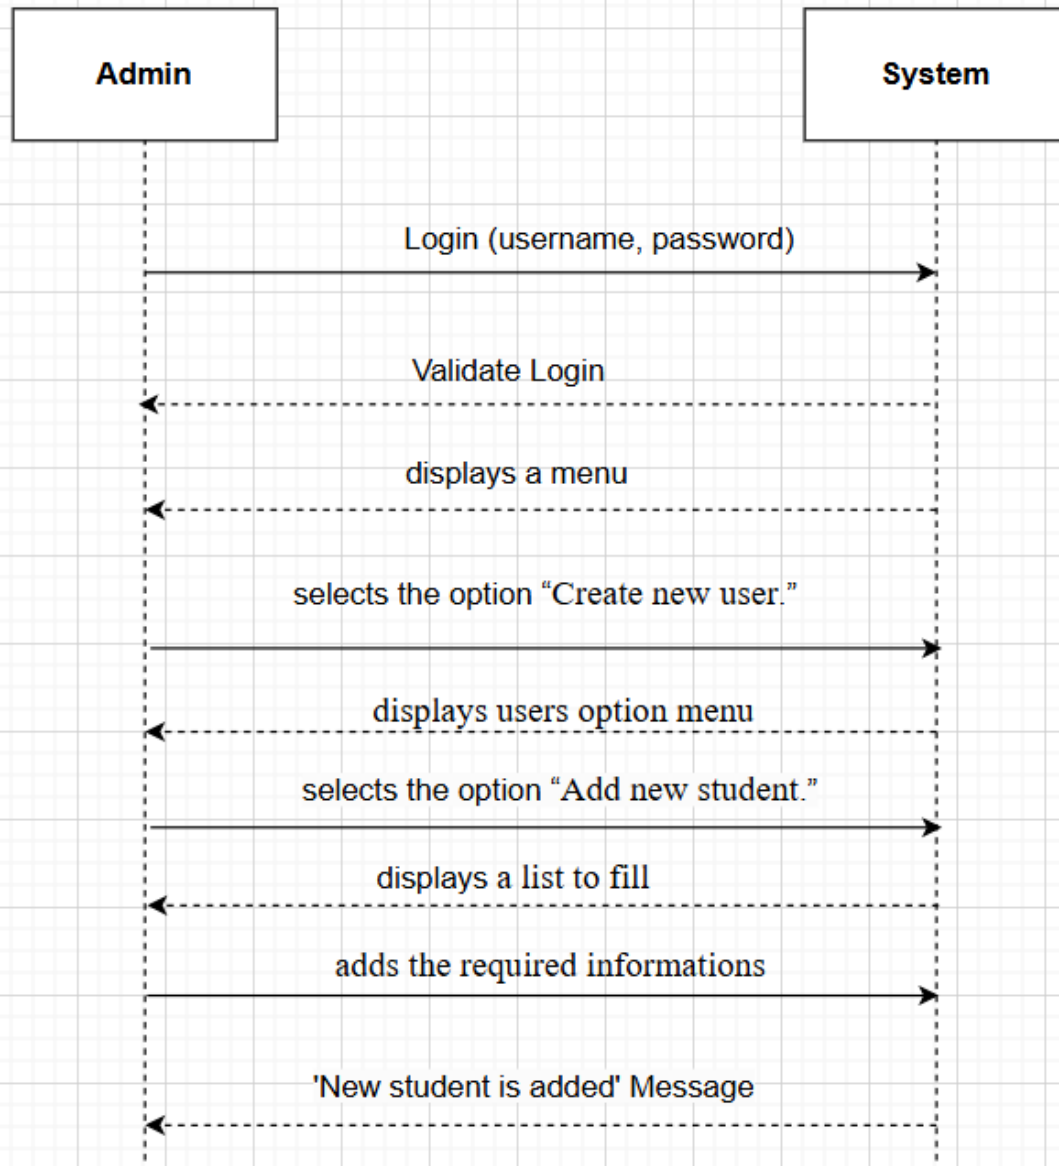 Admin
System
Login (username, password)
Validate Login
displays a menu
selects the option “Create new user.”
displays users option menu
selects the option “Add new student.”
displays a list to fill
adds the required informations
'New student is added' Message